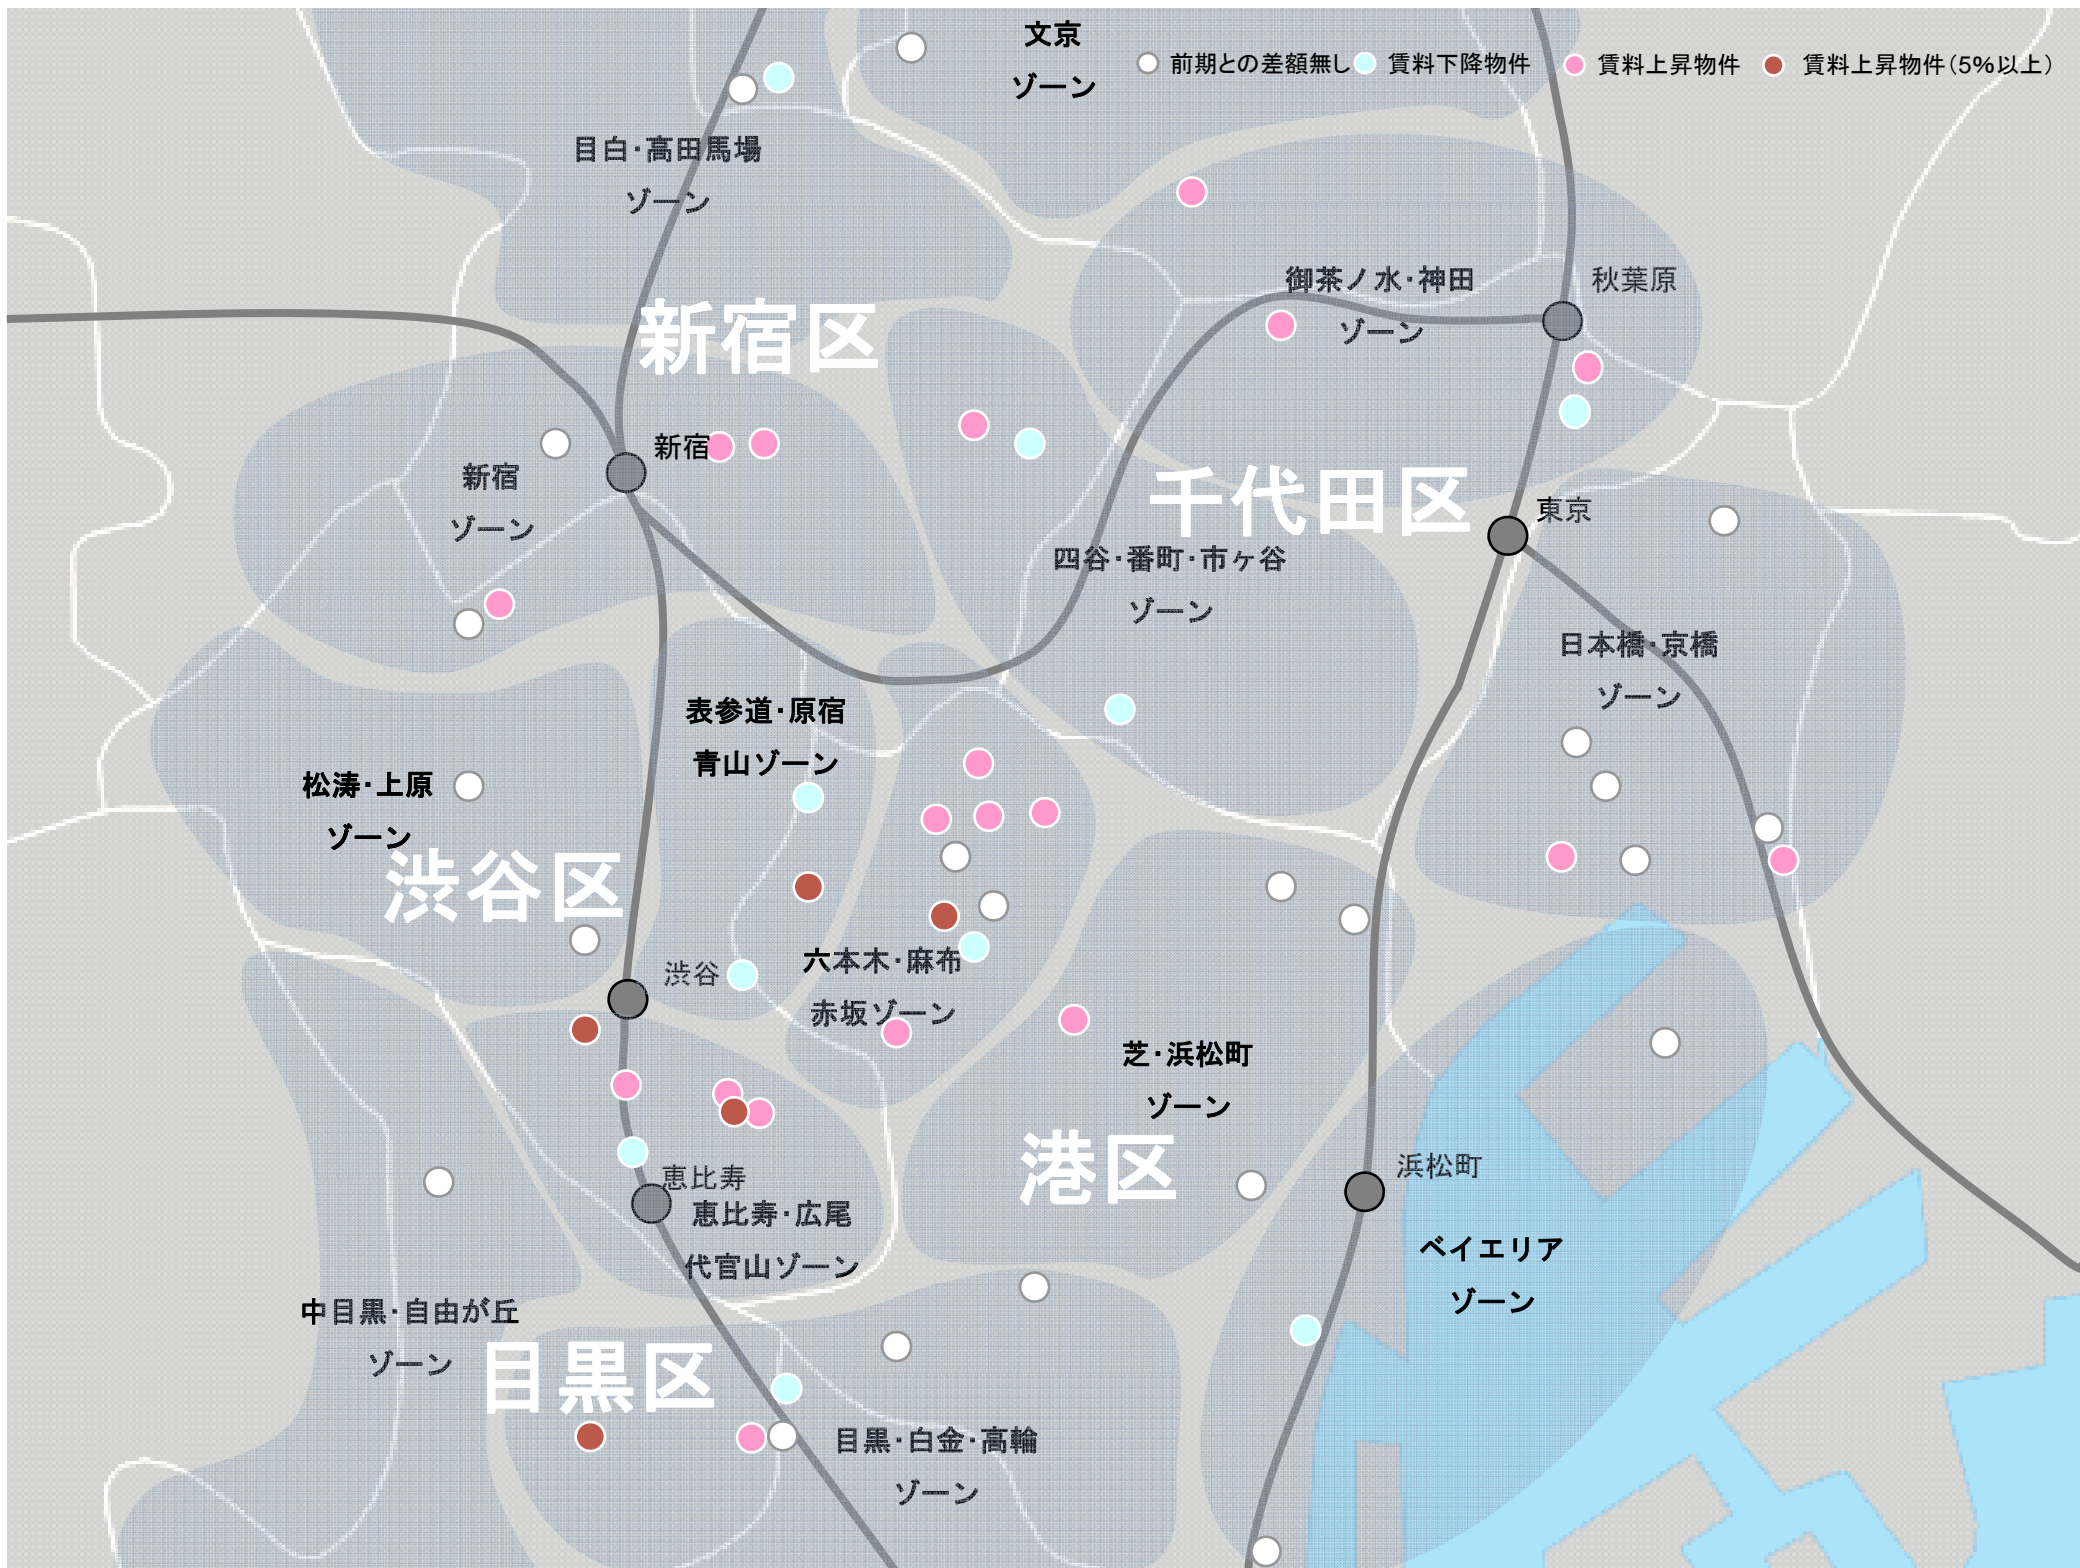 文京
ゾーン
前期との差額無し
賃料下降物件
賃料上昇物件
賃料上昇物件(5%以上)
目白・高田馬場
ゾーン
御茶ノ水・神田
ゾーン
秋葉原
新宿区
新宿
新宿
ゾーン
千代田区
東京
四谷・番町・市ヶ谷
ゾーン
日本橋・京橋
ゾーン
表参道・原宿
青山ゾーン
松涛・上原
ゾーン
渋谷区
渋谷
六本木・麻布
赤坂ゾーン
芝・浜松町
ゾーン
港区
浜松町
恵比寿
恵比寿・広尾
代官山ゾーン
ベイエリア
ゾーン
中目黒・自由が丘
ゾーン
目黒区
目黒・白金・高輪
ゾーン